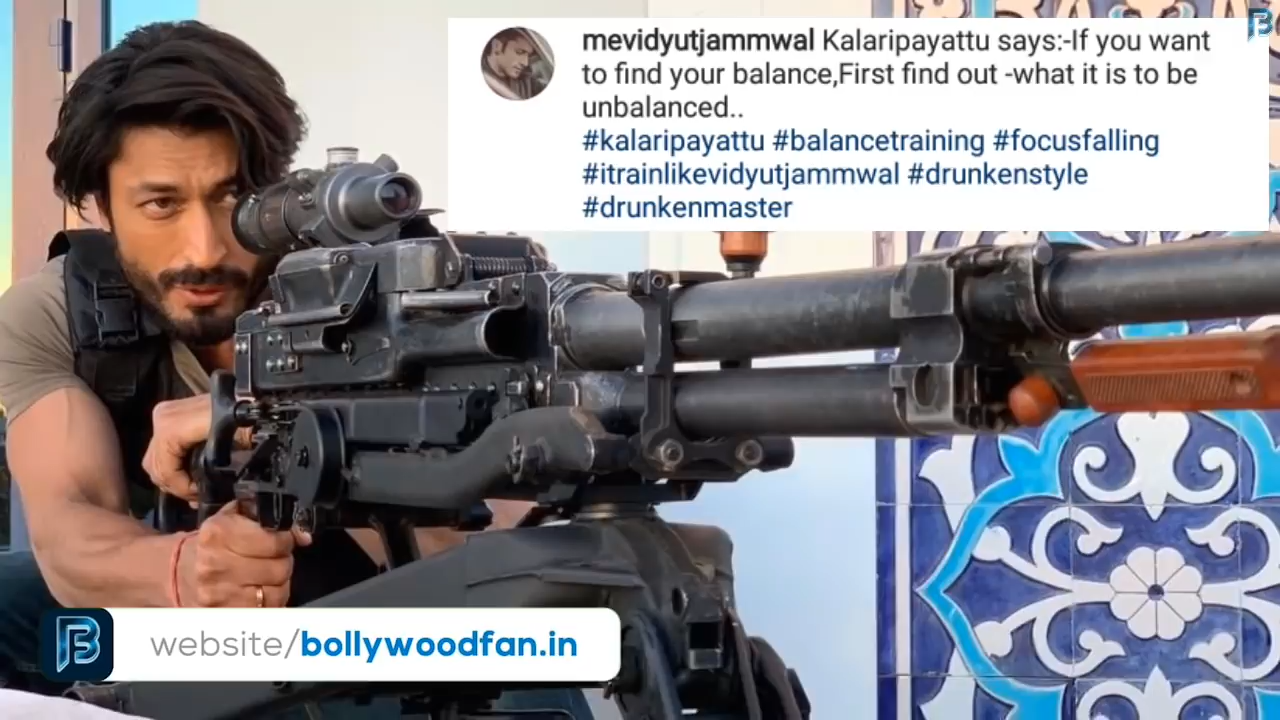 mevidyutjammwal Kalaripayattu says:-If you want
to find your balance,First find out -what it is to be
unbalanced..
#kalaripayattu #balancetraining #focusfalling
#itrainlikevidyutjammwal #drunkenstyle
#drunkenmaster
website/bollywoodfan.in